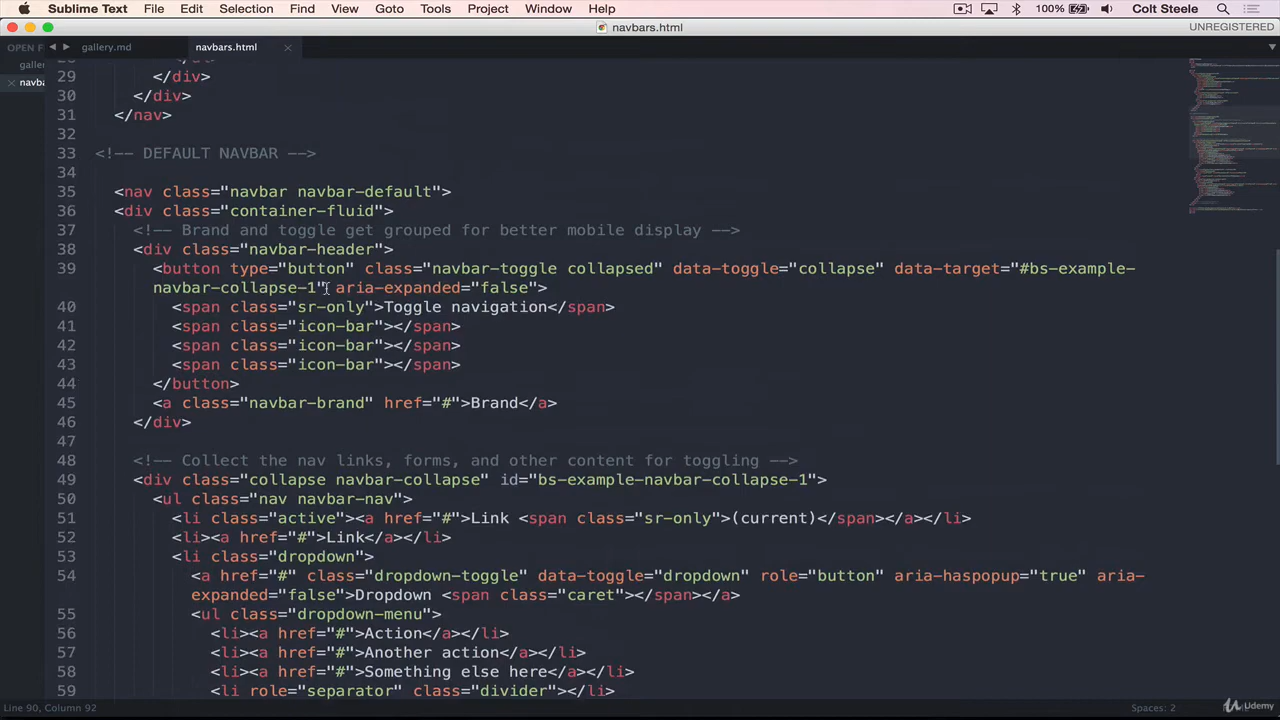 Sublime Text File Edit Selection Find View Goto Tools Project Window Help 100% Colt Steele
navbars.html UNREGISTERED
OPEN F gallery.md navbars.html
galler
navba
29 </div>
30 </div>
31 </nav>
32
33 <!-- DEFAULT NAVBAR -->
34
35 <nav class="navbar navbar-default">
36 <div class="container-fluid">
37 <!-- Brand and toggle get grouped for better mobile display -->
38 <div class="navbar-header">
39 <button type="button" class="navbar-toggle collapsed" data-toggle="collapse" data-target="#bs-example-
navbar-collapse-1" aria-expanded="false">
40 <span class="sr-only">Toggle navigation</span>
41 <span class="icon-bar"></span>
42 <span class="icon-bar"></span>
43 <span class="icon-bar"></span>
44 </button>
45 <a class="navbar-brand" href="#">Brand</a>
46 </div>
47
48 <!-- Collect the nav links, forms, and other content for toggling -->
49 <div class="collapse navbar-collapse" id="bs-example-navbar-collapse-1">
50 <ul class="nav navbar-nav">
51 <li class="active"><a href="#">Link <span class="sr-only">(current)</span></a></li>
52 <li><a href="#">Link</a></li>
53 <li class="dropdown">
54 <a href="#" class="dropdown-toggle" data-toggle="dropdown" role="button" aria-haspopup="true" aria-
expanded="false">Dropdown <span class="caret"></span></a>
55 <ul class="dropdown-menu">
56 <li><a href="#">Action</a></li>
57 <li><a href="#">Another action</a></li>
58 <li><a href="#">Something else here</a></li>
59 <li role="separator" class="divider"></li>
Line 90, Column 92 Spaces: 2 Udemy